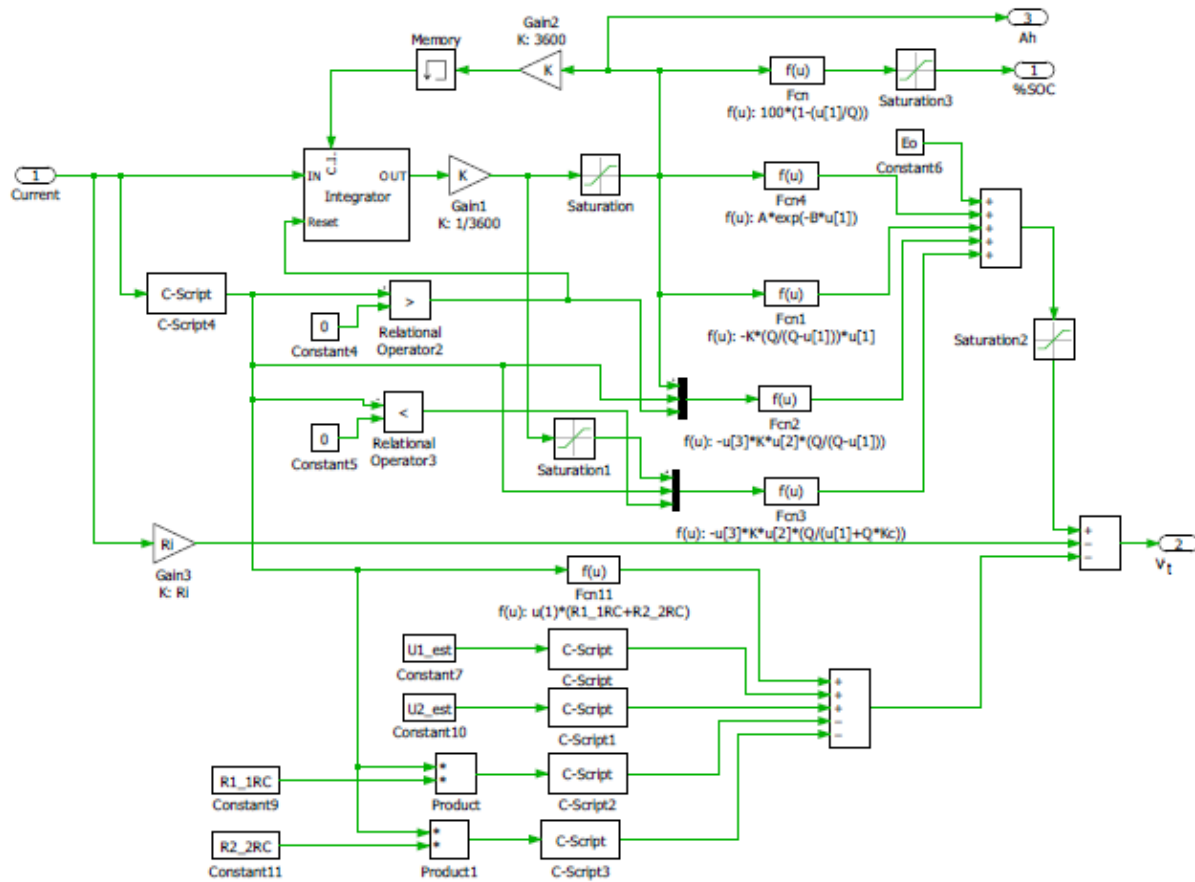 Gain2
K: 3600
3
Ah
Memory
K
f(u)
1
Fcn
Saturation3
%SOC
f(u): 100*(1-(u[1]/Q))
Eo
Constant6
1
Current
C.I.
IN
OUT
Integrator
Reset
K
Gain1
K: 1/3600
Saturation
f(u)
Fcn4
f(u): A*exp(-B*u[1])
+
+
+
+
+
C-Script
C-Script4
>
0
Constant4
Relational
Operator2
f(u)
Fcn1
f(u): -K*(Q/(Q-u[1]))*u[1]
Saturation2
<
0
Constant5
Relational
Operator3
Saturation1
f(u)
Fcn2
f(u): -u[3]*K*u[2]*(Q/(Q-u[1]))
f(u)
Fcn3
f(u): -u[3]*K*u[2]*(Q/(u[1]+Q*Kc))
Ri
Gain3
K: Ri
+
−
−
2
Vt
f(u)
Fcn11
f(u): u(1)*(R1_1RC+R2_2RC)
U1_est
Constant7
C-Script
C-Script
U2_est
Constant10
C-Script
C-Script1
+
+
+
−
−
R1_1RC
Constant9
*
*
Product
C-Script
C-Script2
R2_2RC
Constant11
*
*
Product1
C-Script
C-Script3